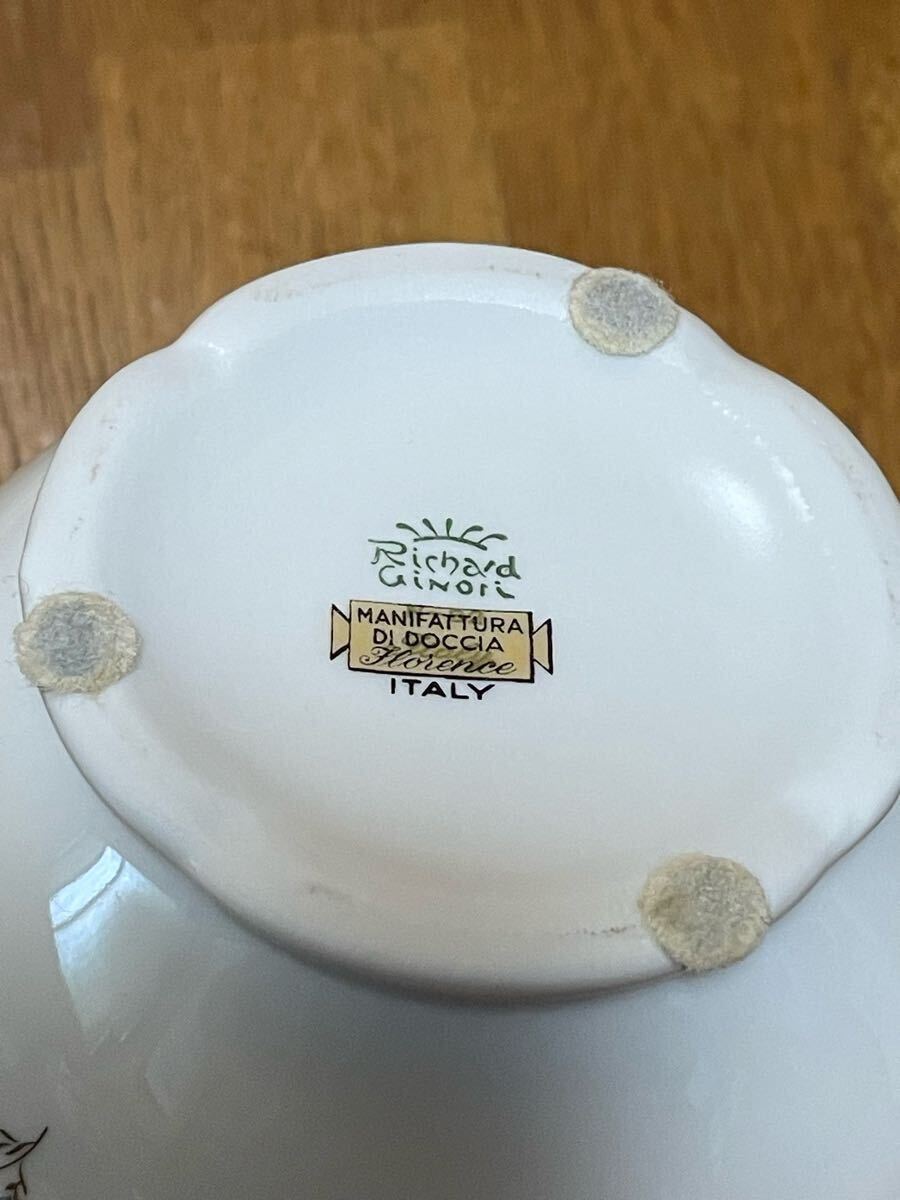 Richard
GINORI
MANIFATTURA
DI DOCCIA
Florence
ITALY